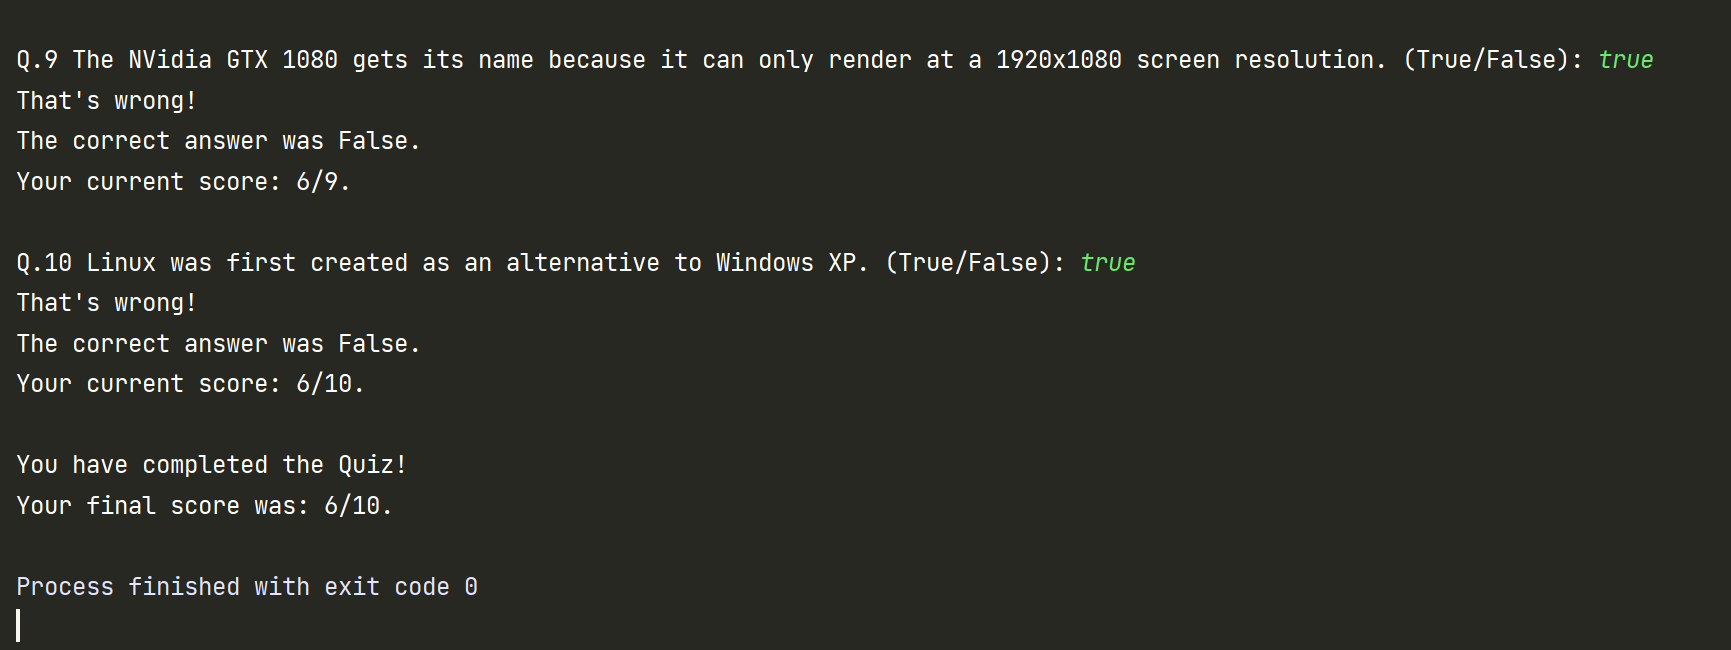 Q.9 The NVidia GTX 1080 gets its name because it can only render at a 1920x1080 screen resolution. (True/False): true
That's wrong!
The correct answer was False.
Your current score: 6/9.
Q.10 Linux was first created as an alternative to Windows XP. (True/False): true
That's wrong!
The correct answer was False.
Your current score: 6/10.
You have completed the Quiz!
Your final score was: 6/10.
Process finished with exit code 0